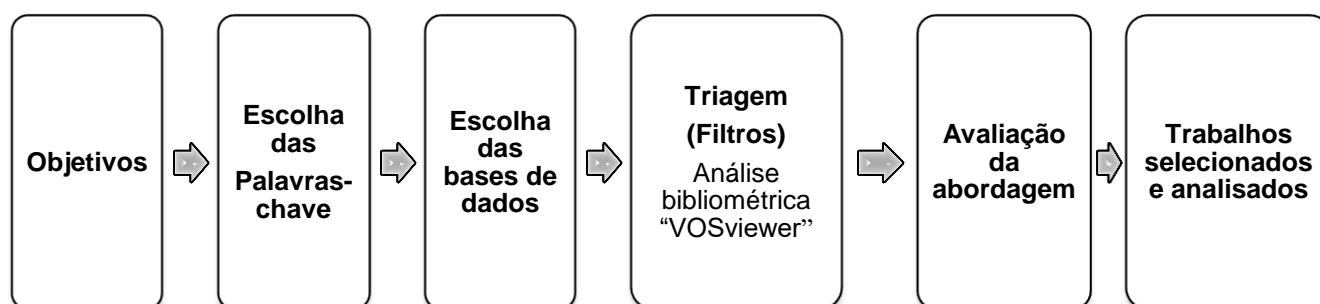 Objetivos
Escolha
das
Palavras-
chave
Escolha
das
bases de
dados
Triagem
(Filtros)
Análise
bibliométrica
“VOSviewer”
Avaliação
da
abordagem
Trabalhos
selecionados
e analisados